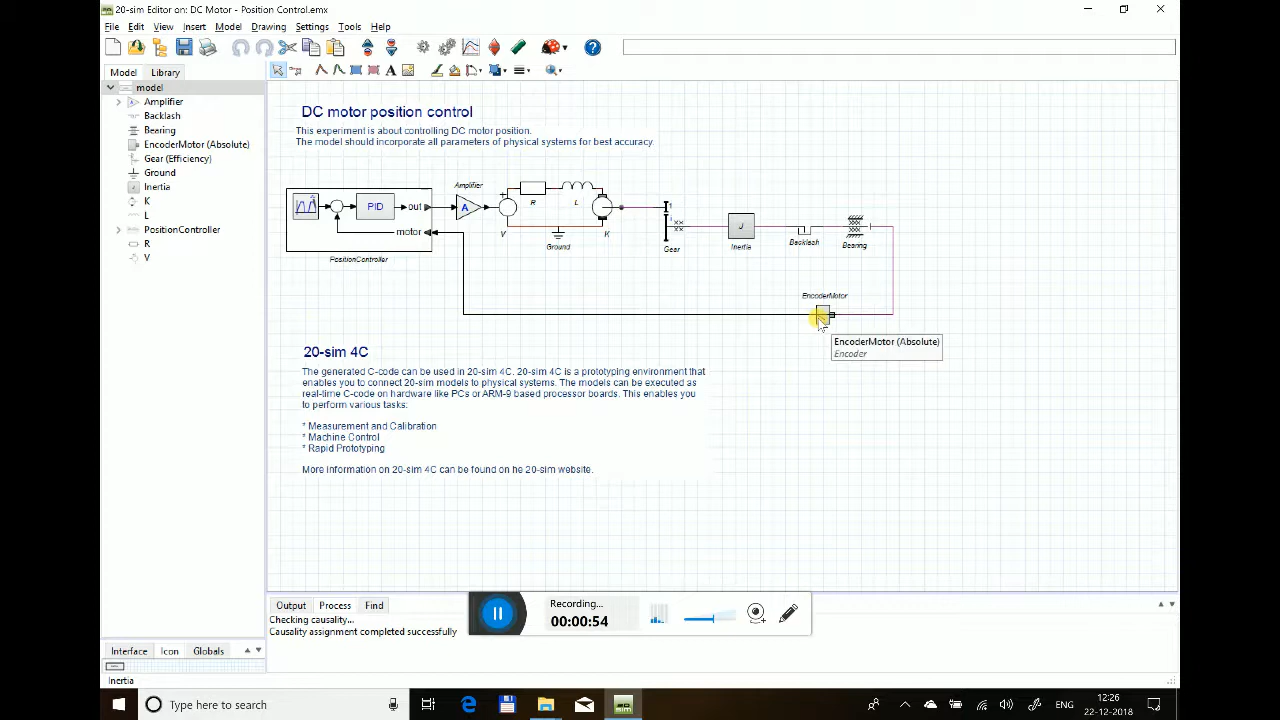 20-sim Editor on: DC Motor - Position Control.emx
File Edit View Insert Model Drawing Settings Tools Help
Model Library
model
Amplifier
Backlash
Bearing
EncoderMotor (Absolute)
Gear (Efficiency)
Ground
Inertia
K
L
PositionController
R
V
DC motor position control
This experiment is about controlling DC motor position.
The model should incorporate all parameters of physical systems for best accuracy.
PID
out
motor
PositionController
Amplifier
A
V
R
L
Ground
K
1
Gear
J
Inertia
Backlash
Bearing
EncoderMotor
EncoderMotor (Absolute)
Encoder
20-sim 4C
The generated C-code can be used in 20-sim 4C. 20-sim 4C is a prototyping environment that
enables you to connect 20-sim models to physical systems. The models can be executed as
real-time C-code on hardware like PCs or ARM-9 based processor boards. This enables you
to perform various tasks:
* Measurement and Calibration
* Machine Control
* Rapid Prototyping
More information on 20-sim 4C can be found on he 20-sim website.
Output Process Find
Checking causality...
Causality assignment completed successfully
Recording...
00:00:54
Interface Icon Globals
Inertia
Type here to search
ENG
12:26
22-12-2018